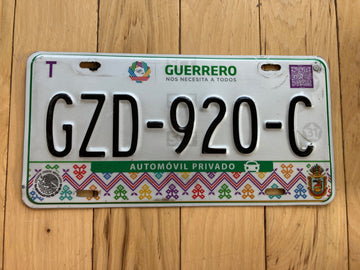 T
GUERRERO
NOS NECESITA A TODOS
GZD-920-C
AUTOMÓVIL PRIVADO